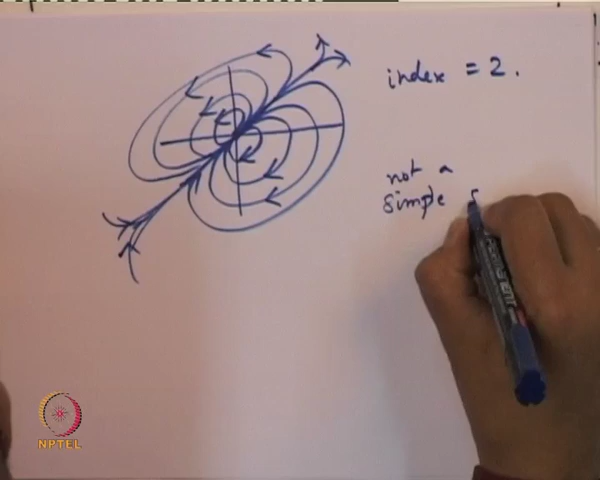 index = 2.
not a
simple
NPTEL